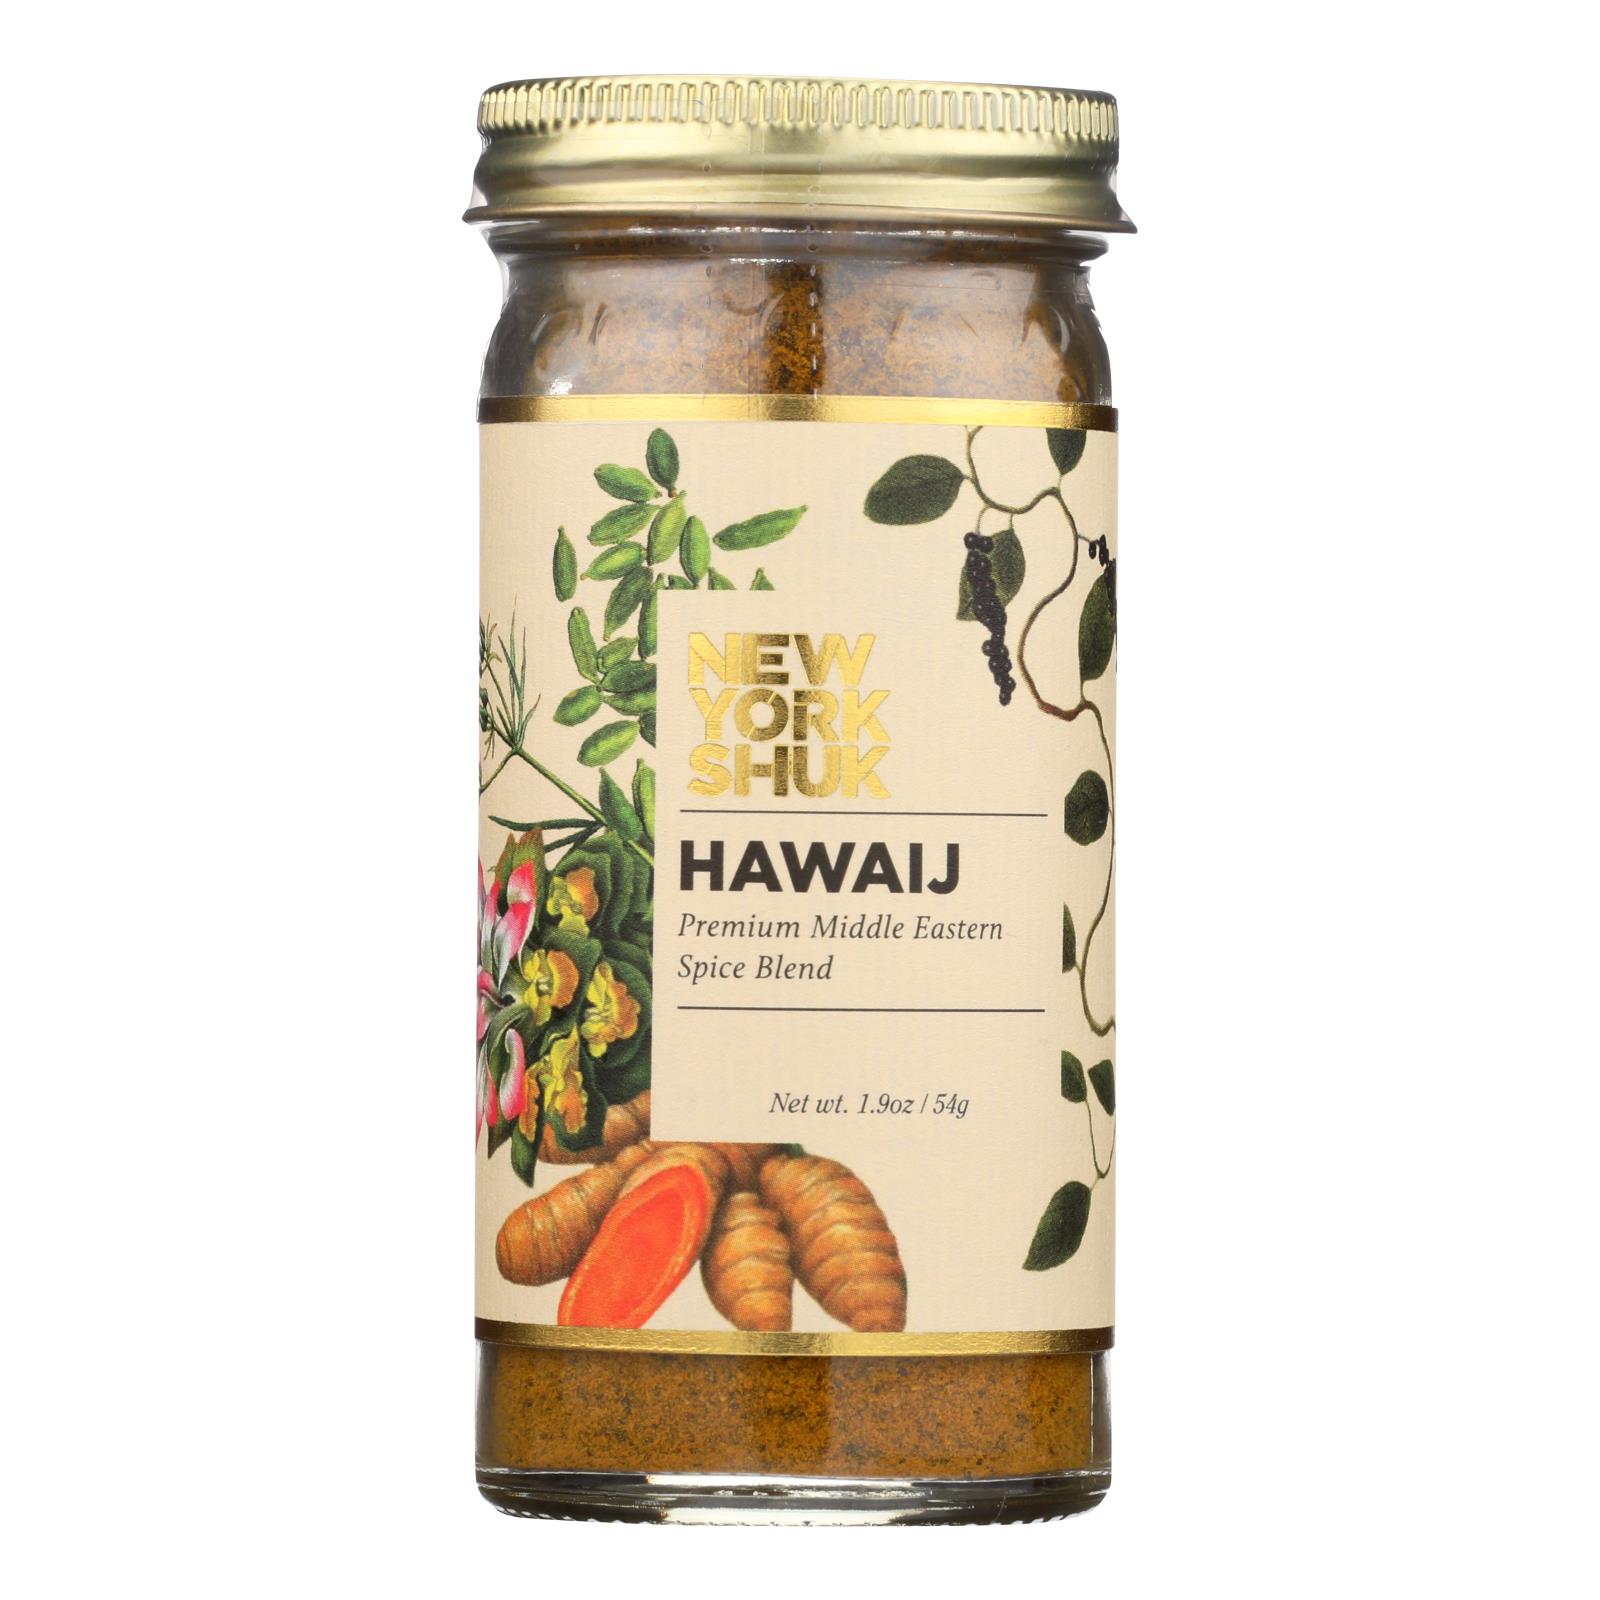 NEW
YORK
SHUK
HAWAIJ
Premium Middle Eastern
Spice Blend
Net wt. 1.9oz / 54g